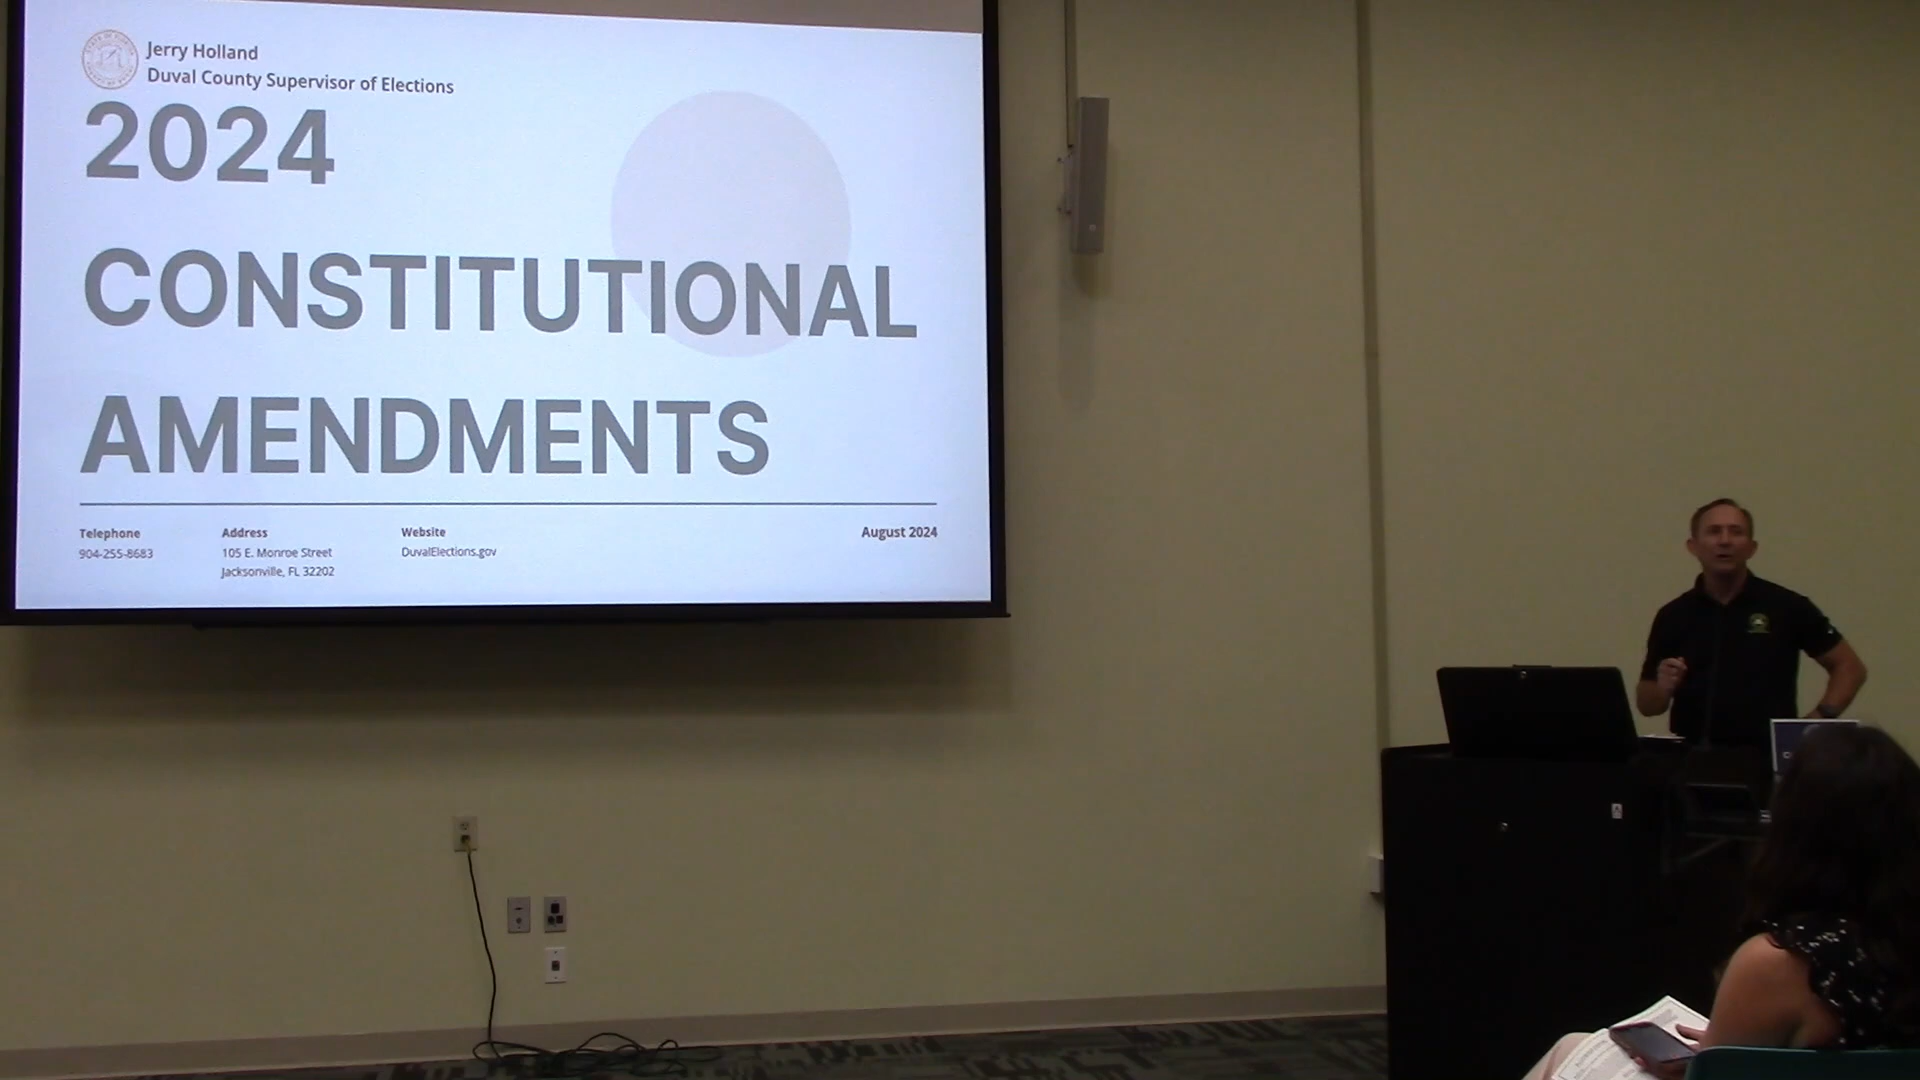 Jerry Holland
Duval County Supervisor of Elections
2024
CONSTITUTIONAL
AMENDMENTS
Telephone
904-255-8683
Address
105 E. Monroe Street
Jacksonville, FL 32202
Website
DuvalElections.gov
August 2024